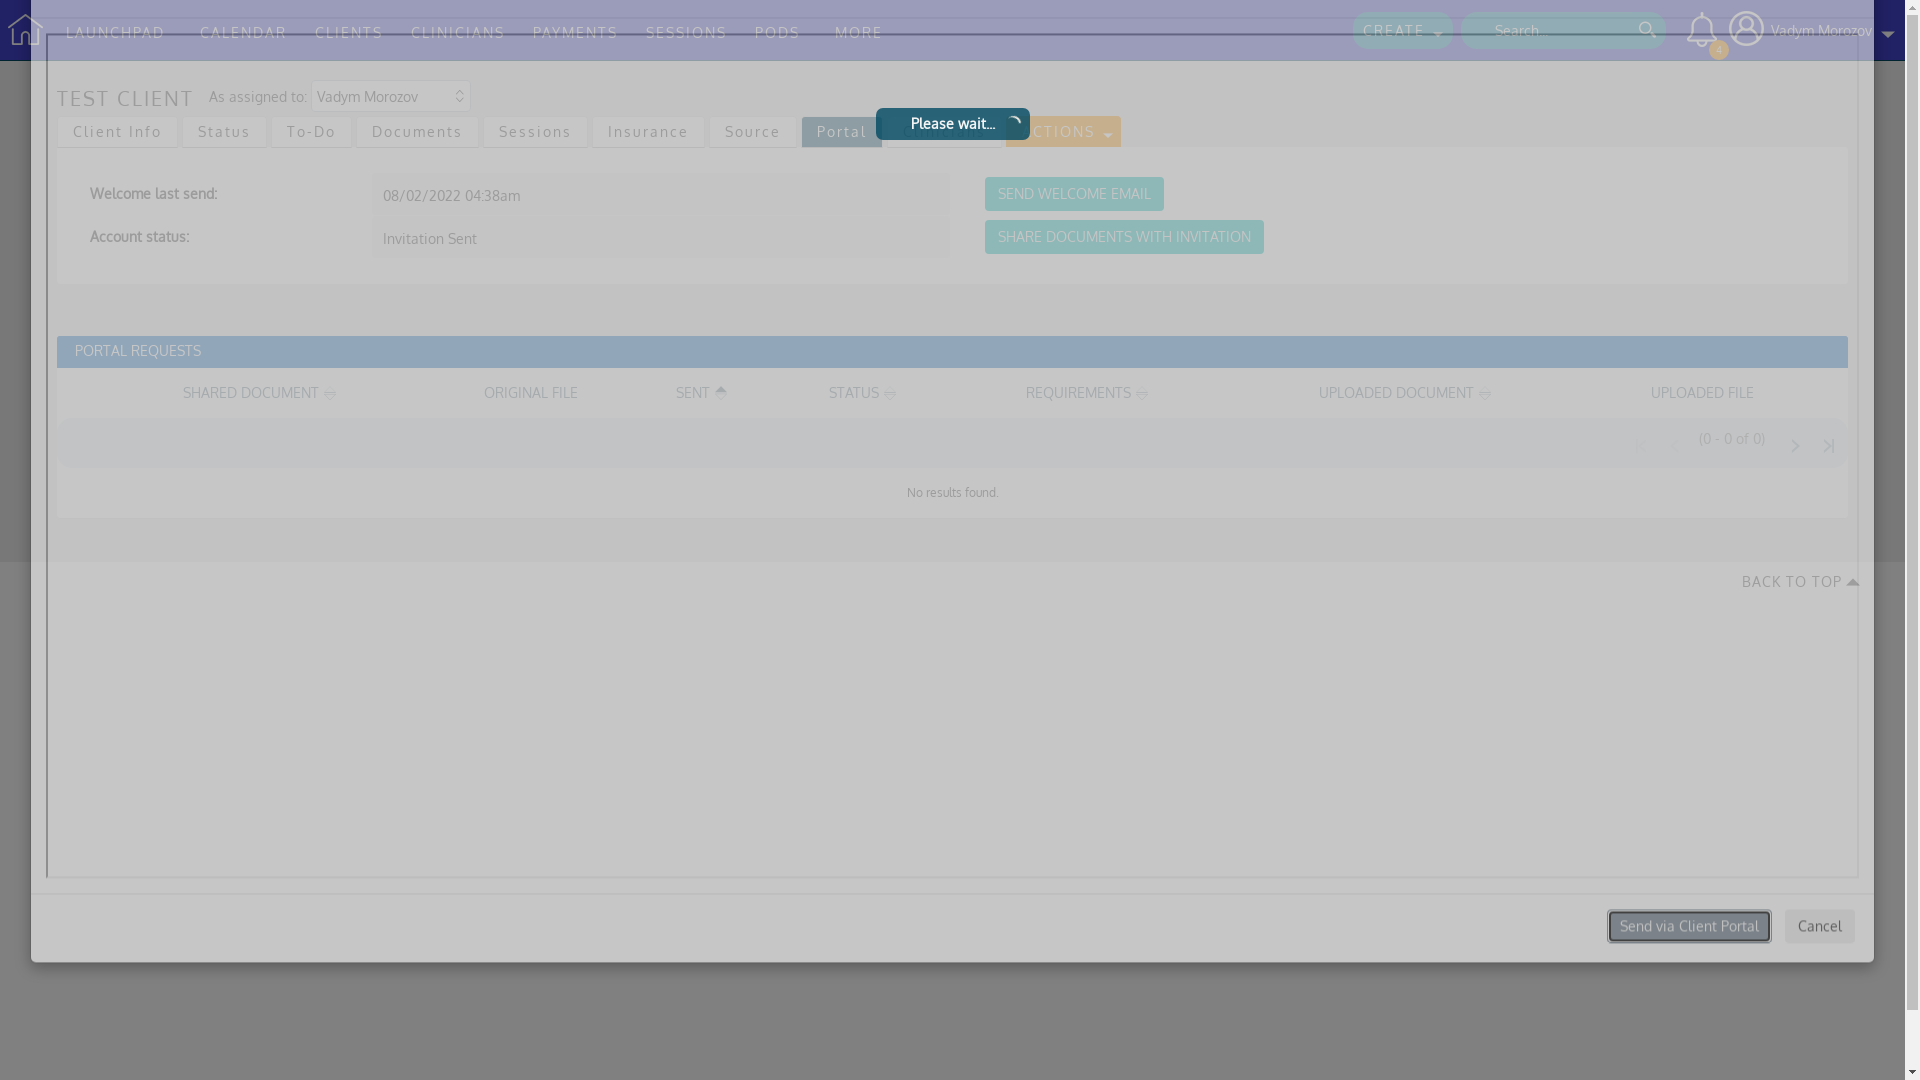 LAUNCHPAD CALENDAR CLIENTS CLINICIANS PAYMENTS SESSIONS PODS MORE CREATE Search Vadym Morozov
4
TEST CLIENT As assigned to: Vadym Morozov
Please wait...
Client Info Status To-Do Documents Sessions Insurance Source Portal CTIONS
Welcome last send: 08/02/2022 04:38am SEND WELCOME EMAIL
Account status: Invitation Sent SHARE DOCUMENTS WITH INVITATION
PORTAL REQUESTS
SHARED DOCUMENT ORIGINAL FILE SENT STATUS REQUIREMENTS UPLOADED DOCUMENT UPLOADED FILE
(0 - 0 of 0)
No results found.
BACK TO TOP
Send via Client Portal Cancel